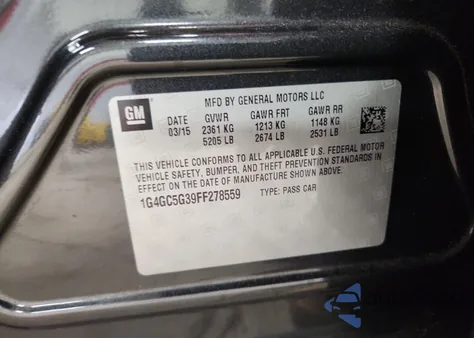 GM
MFD BY GENERAL MOTORS LLC
DATE GVWR GAWR FRT GAWR RR
03/15 2361 KG 1213 KG 1148 KG
5205 LB 2674 LB 2531 LB
THIS VEHICLE CONFORMS TO ALL APPLICABLE U.S. FEDERAL MOTOR
VEHICLE SAFETY, BUMPER, AND THEFT PREVENTION STANDARDS IN
EFFECT ON THE DATE OF MANUFACTURE SHOWN ABOVE.
1G4GC5G39FF278559 TYPE: PASS CAR